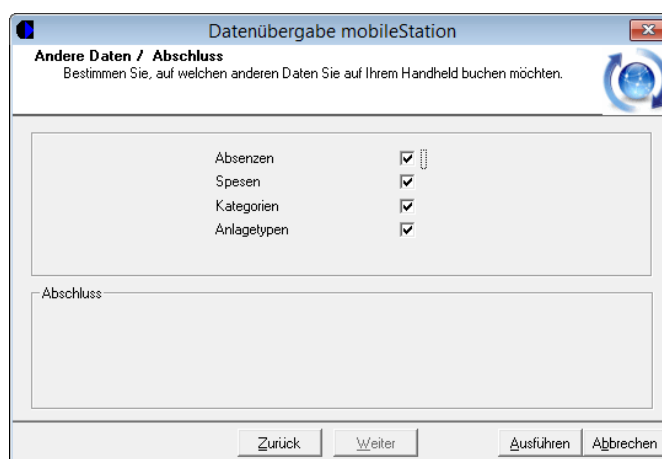 Datenübergabe mobileStation
Andere Daten / Abschluss
Bestimmen Sie, auf welchen anderen Daten Sie auf Ihrem Handheld buchen möchten.
Absenzen
Spesen
Kategorien
Anlagetypen
Abschluss
Zurück
Weiter
Ausführen
Abbrechen